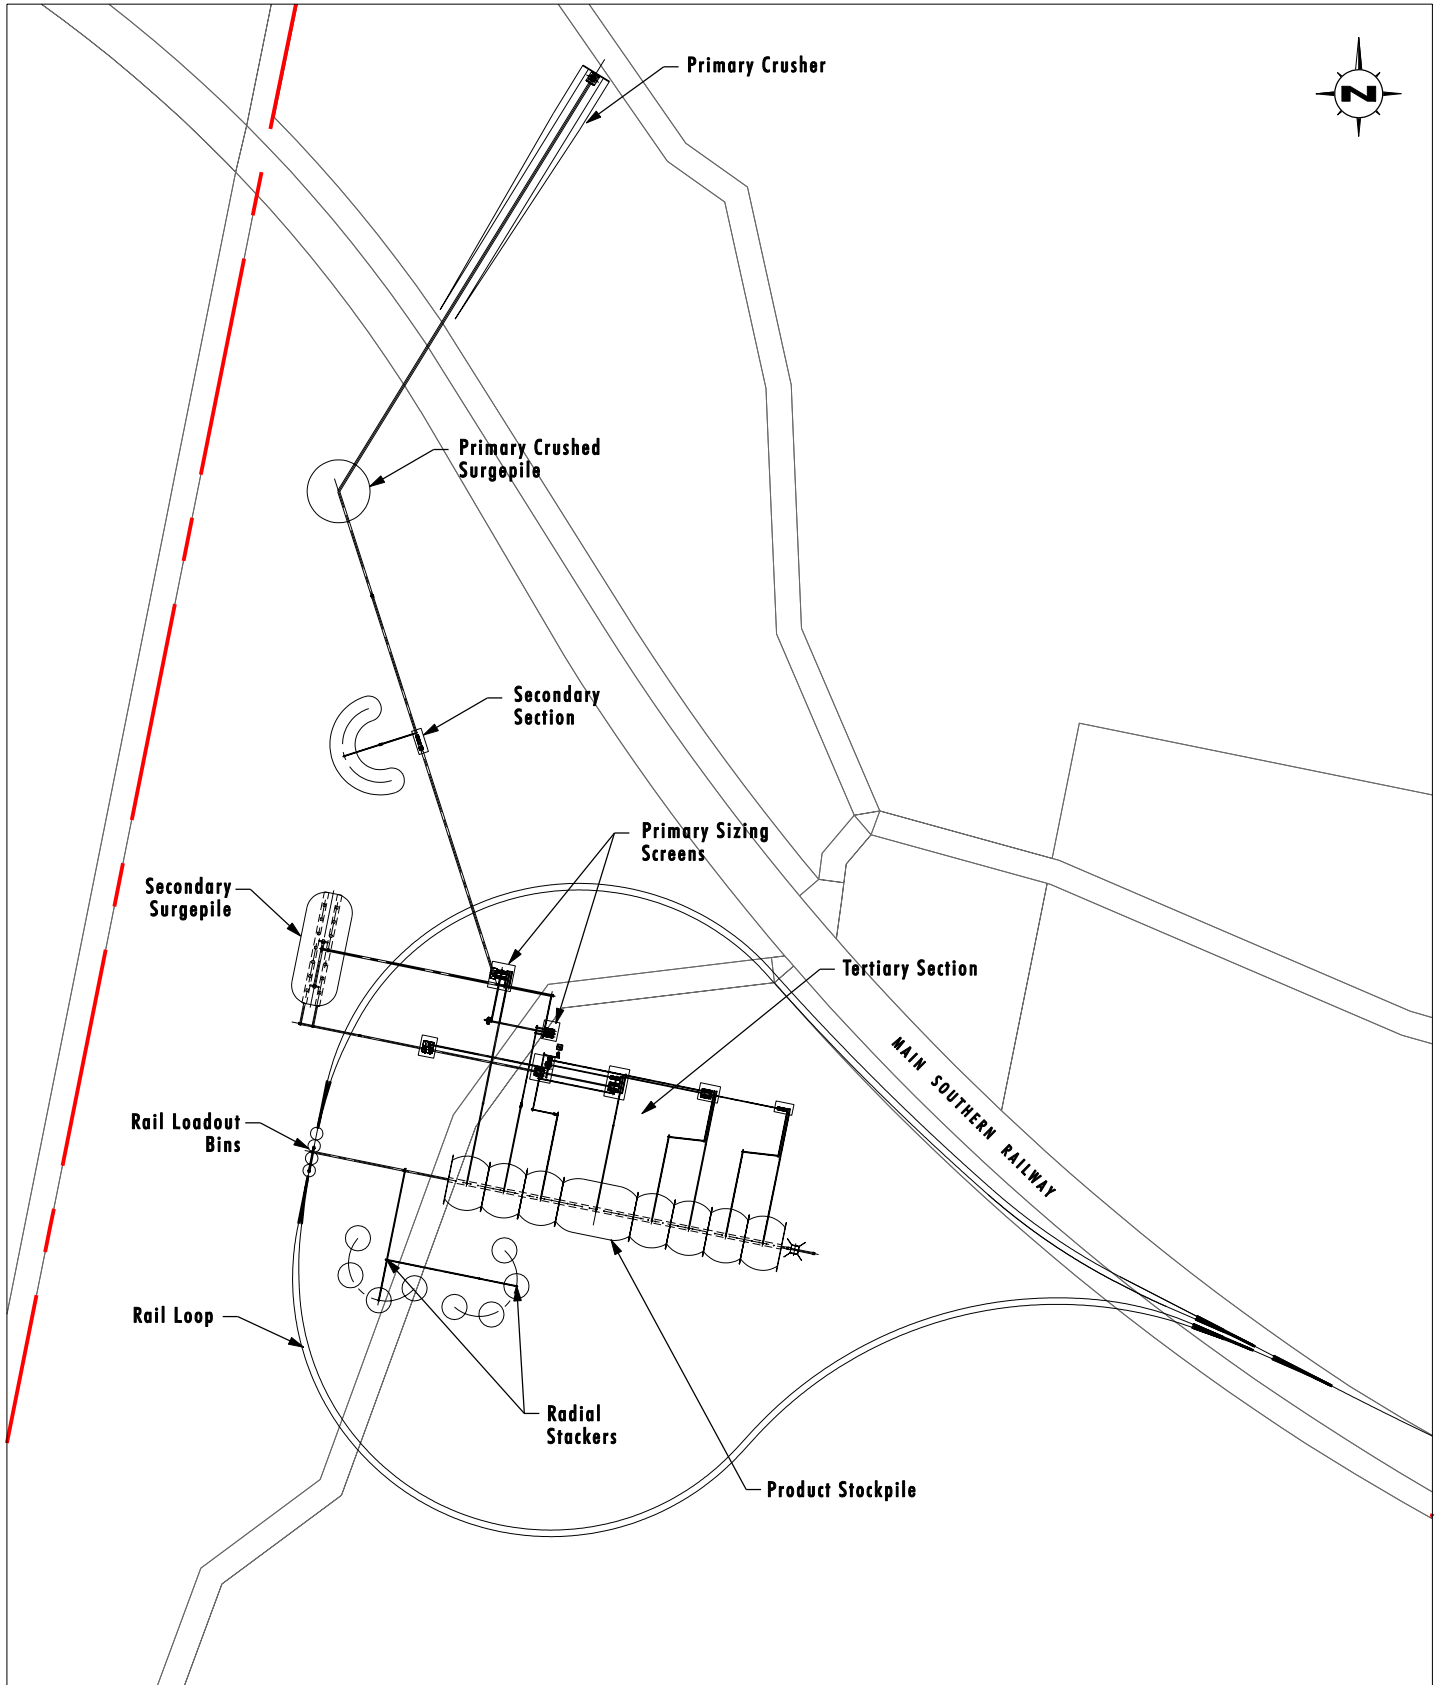 Primary Crusher
N
Primary Crushed
Surgepile
Secondary
Section
Primary Sizing
Screens
Secondary
Surgepile
Tertiary Section
MAIN SOUTHERN RAILWAY
Rail Loadout
Bins
Rail Loop
Radial
Stackers
Product Stockpile